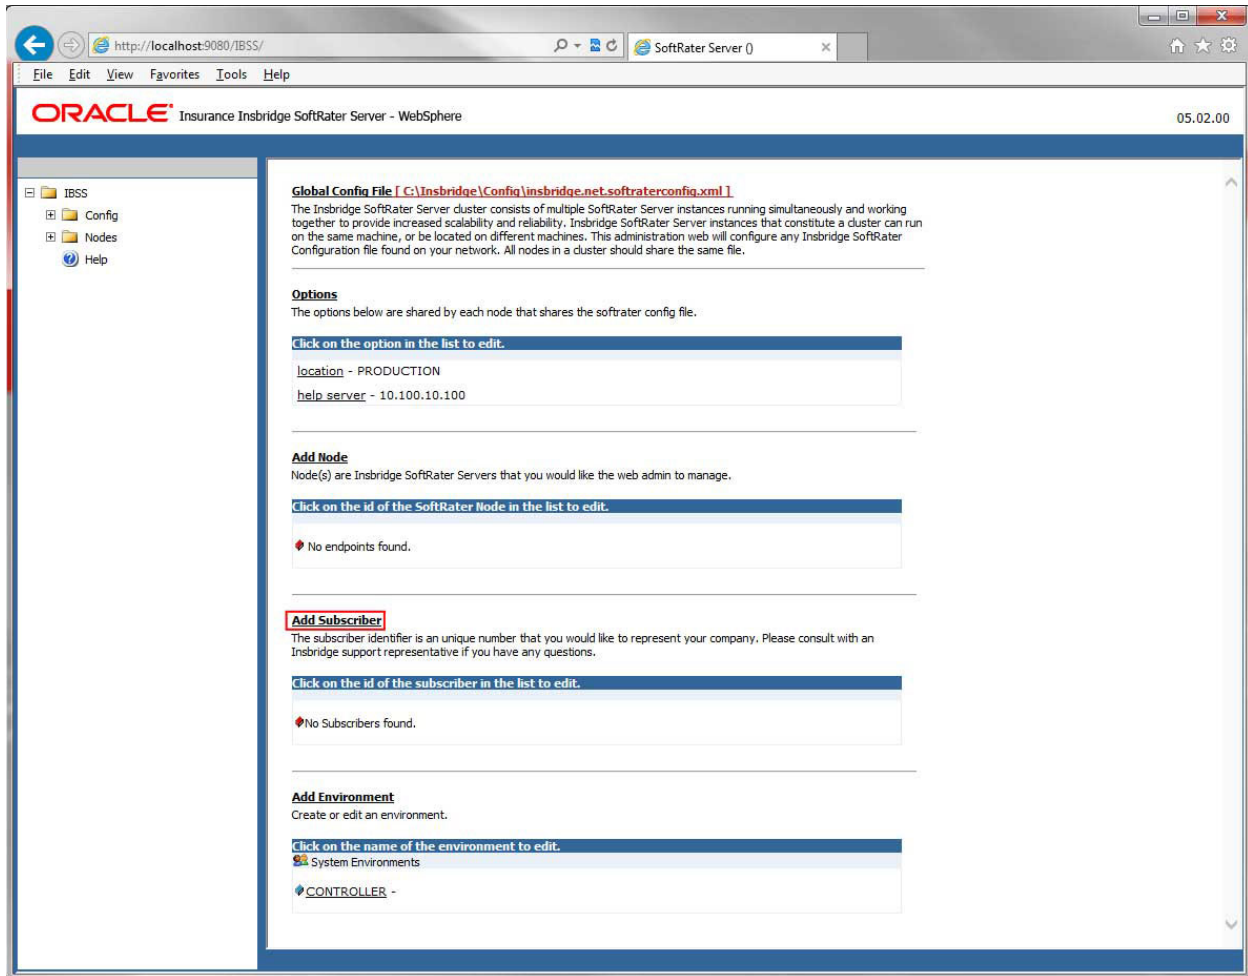 http://localhost:9080/IBSS/
SoftRater Server ()
File Edit View Favorites Tools Help
ORACLE Insurance Insbridge SoftRater Server - WebSphere
05.02.00
IBSS
Config
Nodes
Help
Global Config File [ C:\Insbridge\Config\insbridge.net.softraterconfig.xml ]
The Insbridge SoftRater Server cluster consists of multiple SoftRater Server instances running simultaneously and working
together to provide increased scalability and reliability. Insbridge SoftRater Server instances that constitute a cluster can run
on the same machine, or be located on different machines. This administration web will configure any Insbridge SoftRater
Configuration file found on your network. All nodes in a cluster should share the same file.
Options
The options below are shared by each node that shares the softrater config file.
Click on the option in the list to edit.
location - PRODUCTION
help server - 10.100.10.100
Add Node
Node(s) are Insbridge SoftRater Servers that you would like the web admin to manage.
Click on the id of the SoftRater Node in the list to edit.
No endpoints found.
Add Subscriber
The subscriber identifier is an unique number that you would like to represent your company. Please consult with an
Insbridge support representative if you have any questions.
Click on the id of the subscriber in the list to edit.
No Subscribers found.
Add Environment
Create or edit an environment.
Click on the name of the environment to edit.
System Environments
CONTROLLER -